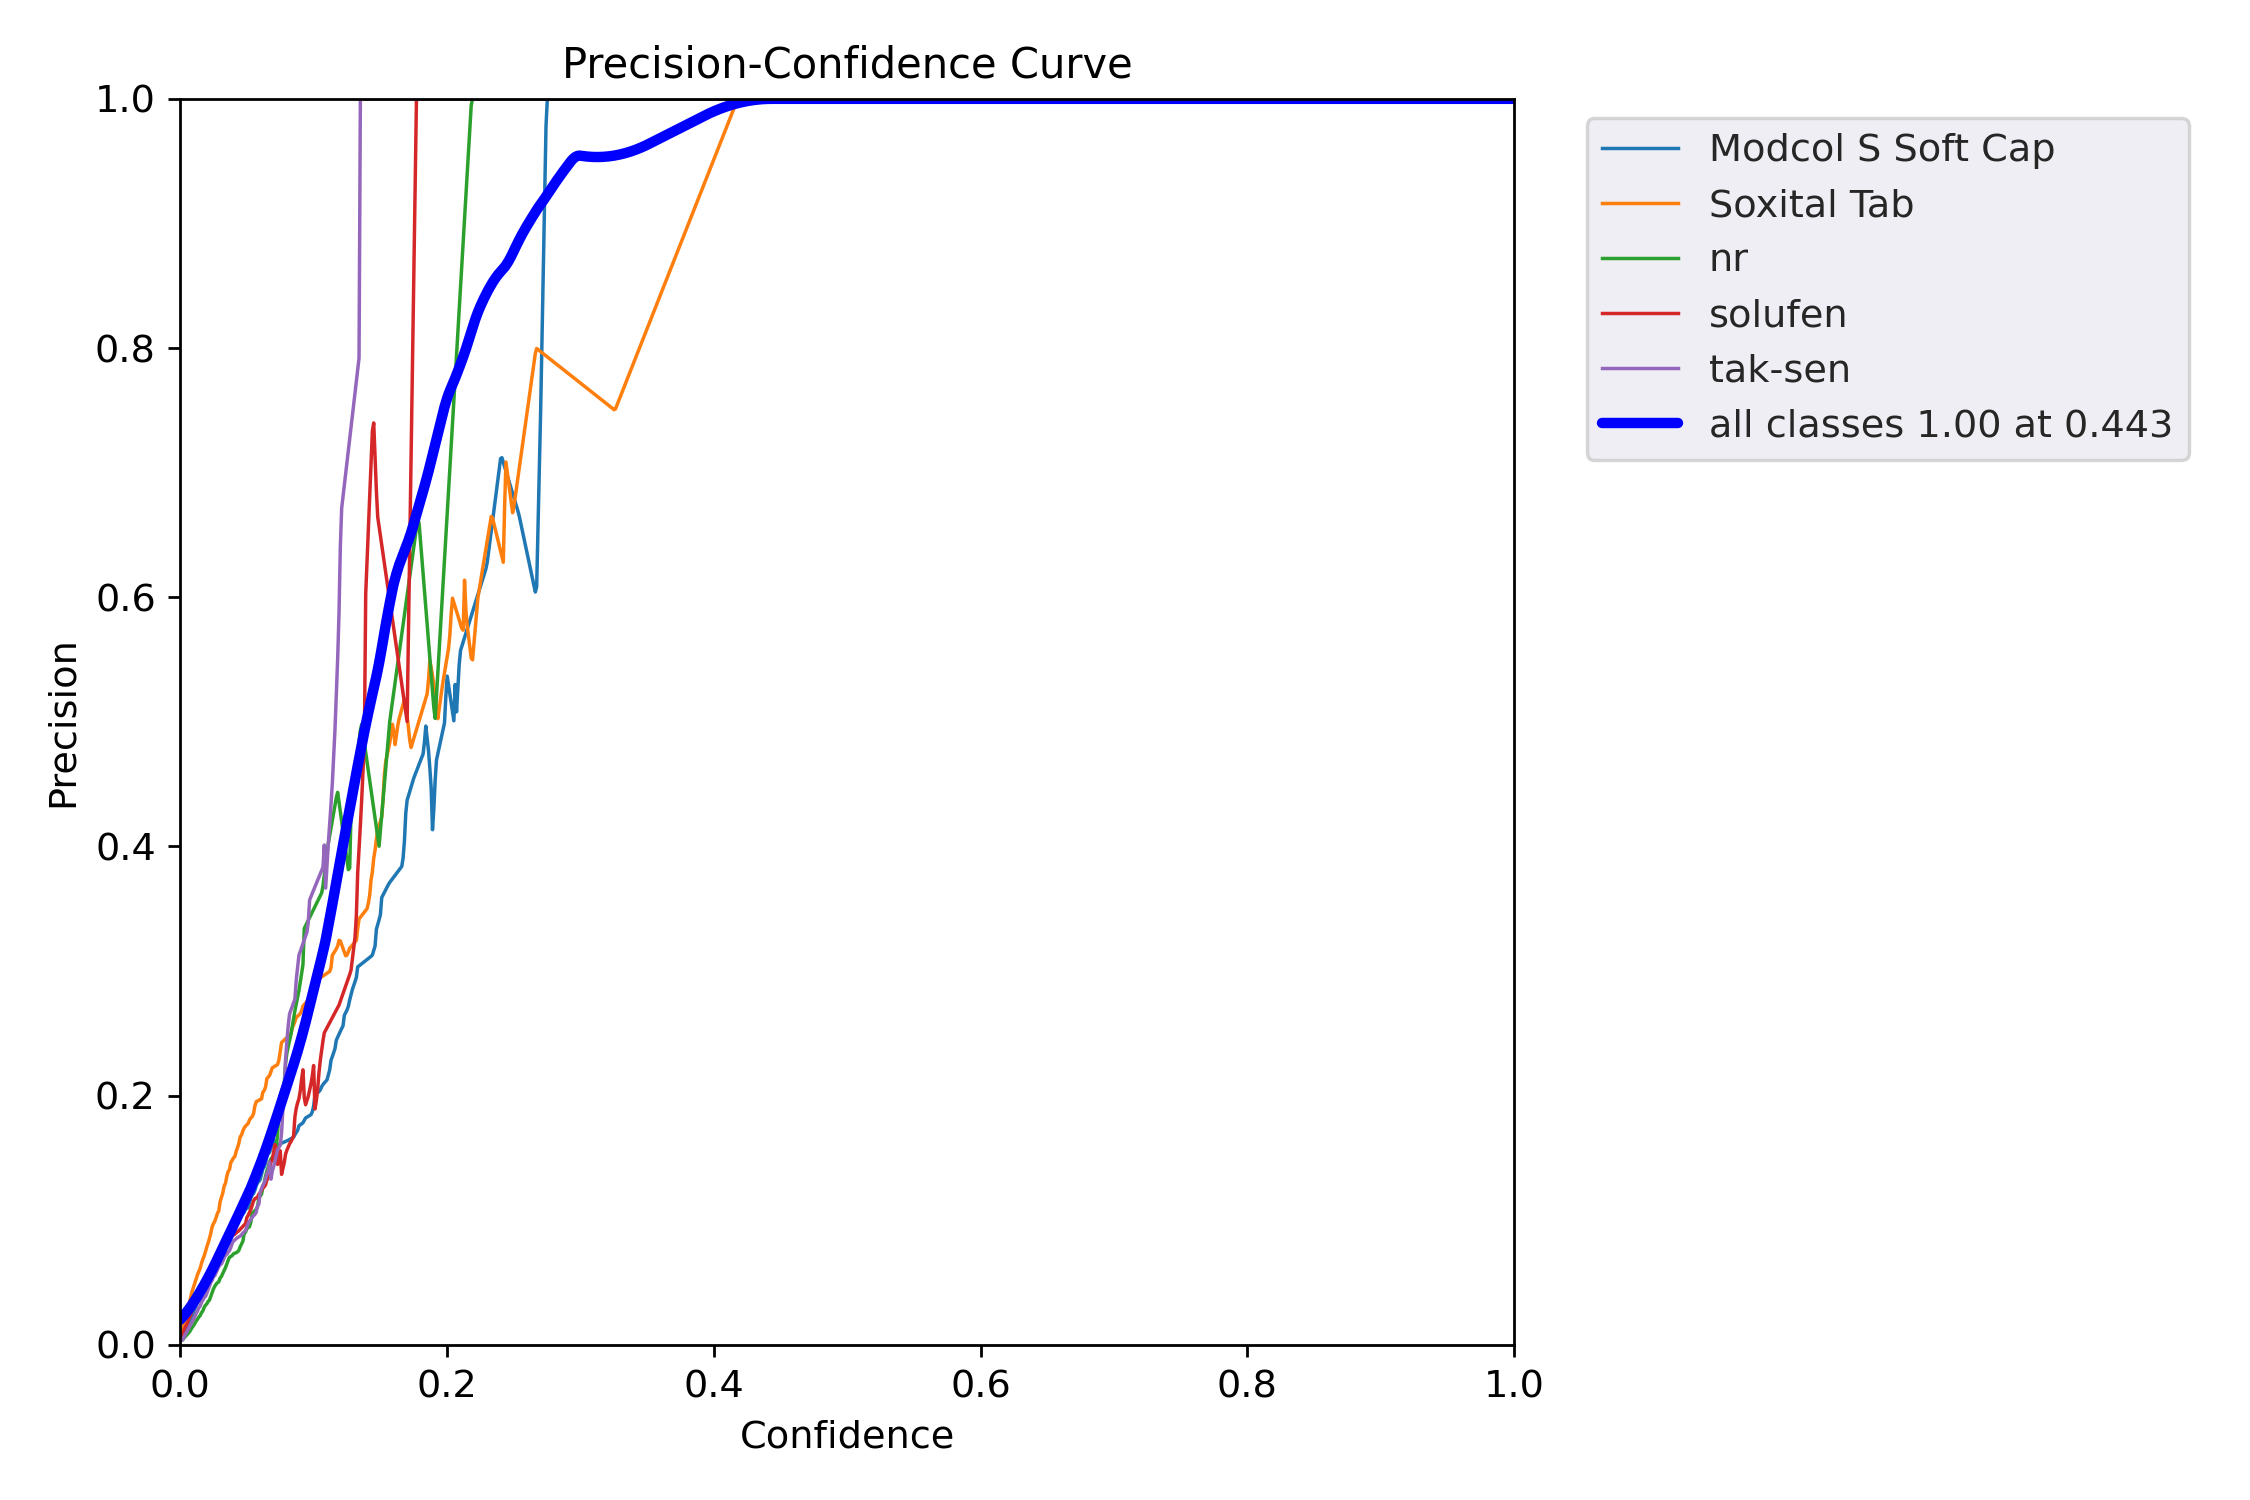 Precision-Confidence Curve
1.0
0.8
0.6
0.4
0.2
0.0
Precision
0.0 0.2 0.4 0.6 0.8 1.0
Confidence
Modcol S Soft Cap
Soxital Tab
nr
solufen
tak-sen
all classes 1.00 at 0.443